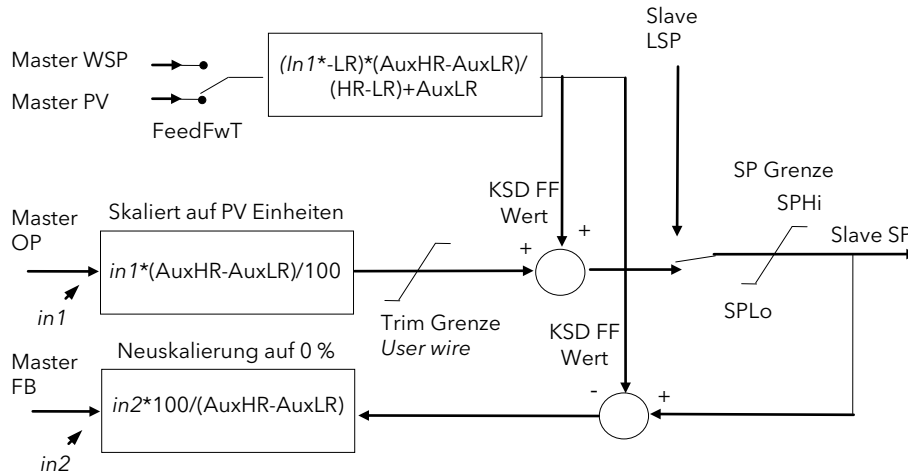 Slave
LSP
Master WSP
(In1*-LR)*(AuxHR-AuxLR)/
(HR-LR)+AuxLR
Master PV
FeedFwT
SP Grenze
KSD FF
Wert
SPHi
Master
OP
Skaliert auf PV Einheiten
Slave SP
+
+
in1*(AuxHR-AuxLR)/100
in1
Trim Grenze
User wire
SPLo
KSD FF
Wert
Master
FB
Neuskalierung auf 0 %
in2*100/(AuxHR-AuxLR)
-
+
in2